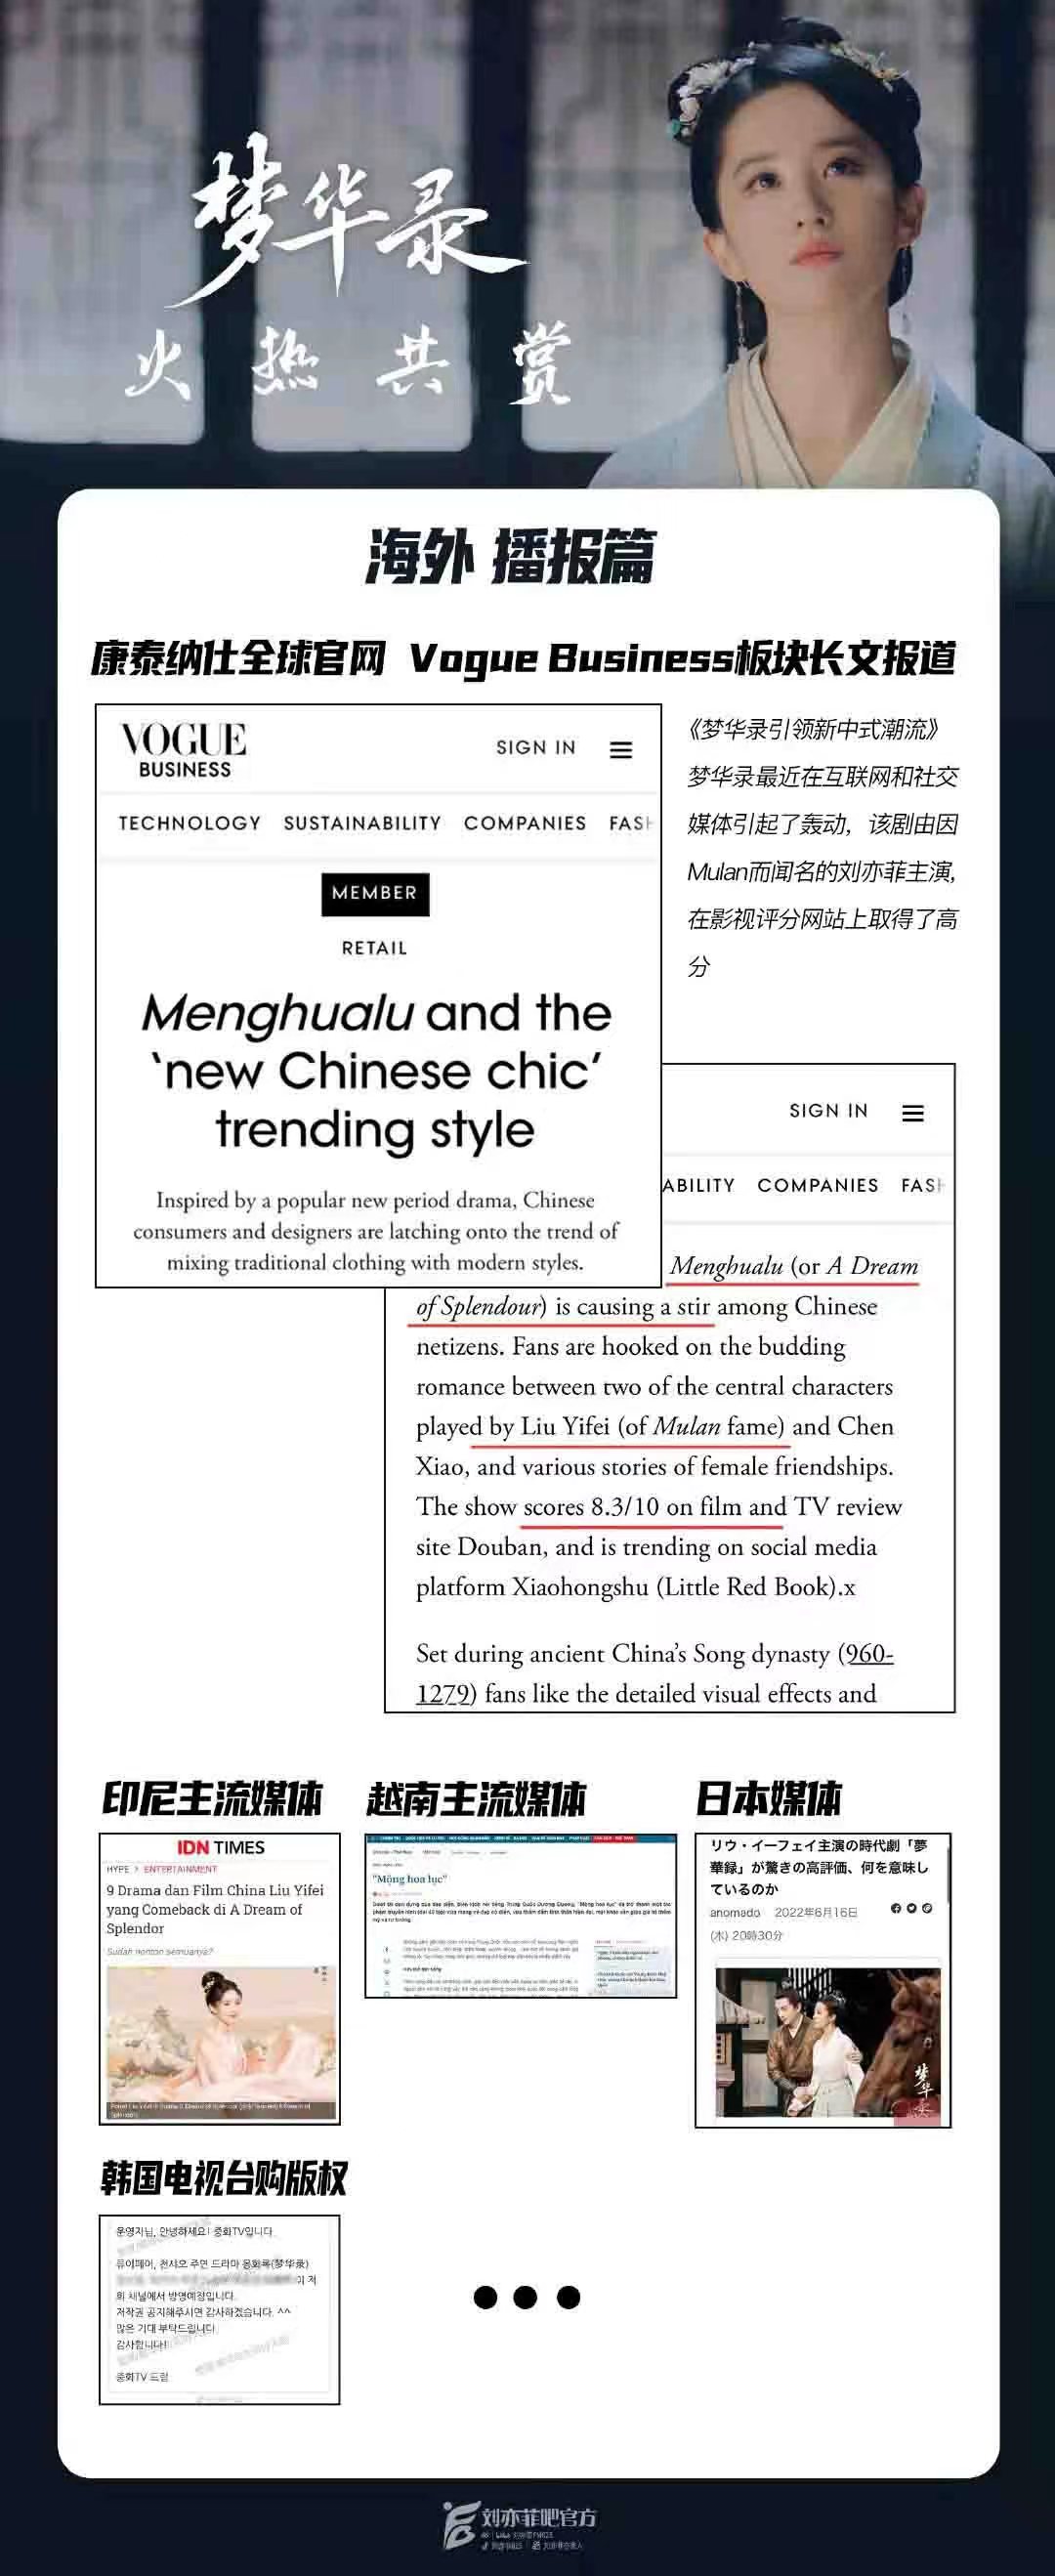 梦华录
火热共赏
海外 播报篇
康泰纳仕全球官网 Vogue Business板块长文报道
VOGUE
BUSINESS
SIGN IN
TECHNOLOGY SUSTAINABILITY COMPANIES FASH
MEMBER
RETAIL
Menghualu and the
‘new Chinese chic’
trending style
Inspired by a popular new period drama, Chinese
consumers and designers are latching onto the trend of
mixing traditional clothing with modern styles.
《梦华录引领新中式潮流》
梦华录最近在互联网和社交
媒体引起了轰动，该剧由因
Mulan而闻名的刘亦菲主演,
在影视评分网站上取得了高
分
SIGN IN
ABILITY COMPANIES FASH
Menghualu (or A Dream
of Splendour) is causing a stir among Chinese
netizens. Fans are hooked on the budding
romance between two of the central characters
played by Liu Yifei (of Mulan fame) and Chen
Xiao, and various stories of female friendships.
The show scores 8.3/10 on film and TV review
site Douban, and is trending on social media
platform Xiaohongshu (Little Red Book).x
Set during ancient China’s Song dynasty (960-
1279) fans like the detailed visual effects and
印尼主流媒体
IDN TIMES
HYPE > ENTERTAINMENT
9 Drama dan Film China Liu Yifei
yang Comeback di A Dream of
Splendor
Sudah nonton semuanya?
越南主流媒体
"Mộng hoa lục"
日本媒体
リウ・イーフェイ主演の時代劇「夢
華録」が驚きの高評価、何を意味し
ているのか
anomado 2022年6月16日
(木) 20時30分
梦华录
韩国电视台购版权
운영자님, 안녕하세요! 중화TV입니다.
류이페이, 천샤오 주연 드라마 몽화록(梦华录)
이 저
희 채널에서 방영예정입니다.
저작권 공지해주시면 감사하겠습니다. ^^
많은 기대 부탁드립니다.
감사합니다!
중화TV 드림
刘亦菲吧官方